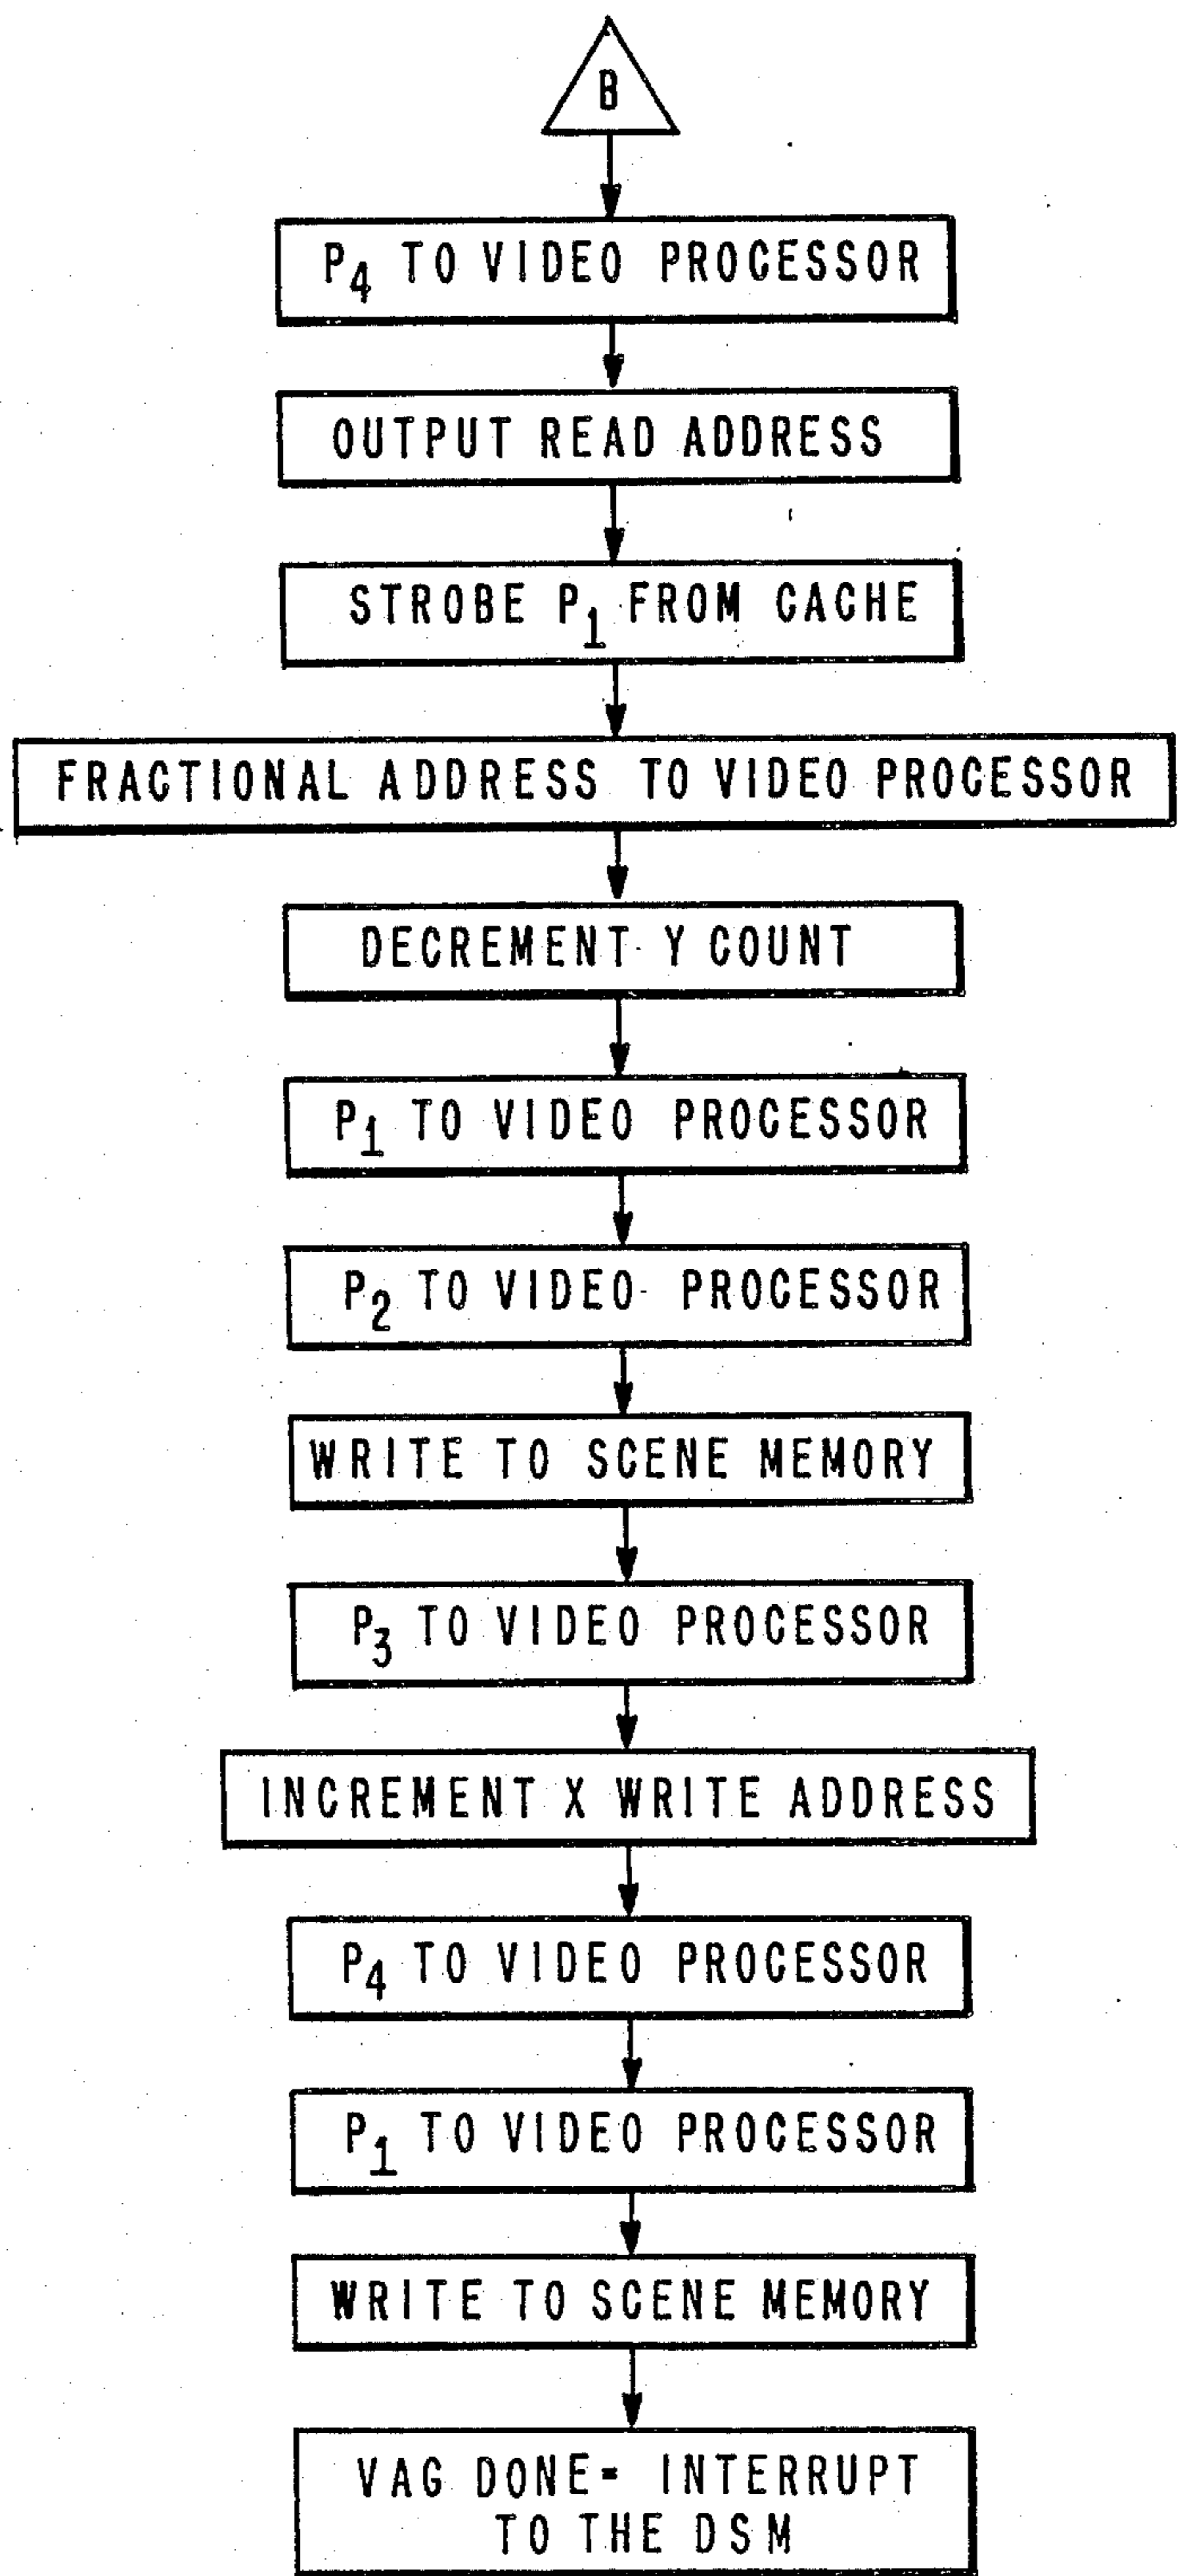 B
P4 TO VIDEO PROCESSOR
OUTPUT READ ADDRESS
STROBE P1 FROM CACHE
FRACTIONAL ADDRESS TO VIDEO PROCESSOR
DECREMENT Y COUNT
P1 TO VIDEO PROCESSOR
P2 TO VIDEO PROCESSOR
WRITE TO SCENE MEMORY
P3 TO VIDEO PROCESSOR
INCREMENT X WRITE ADDRESS
P4 TO VIDEO PROCESSOR
P1 TO VIDEO PROCESSOR
WRITE TO SCENE MEMORY
VAG DONE= INTERRUPT
TO THE DSM